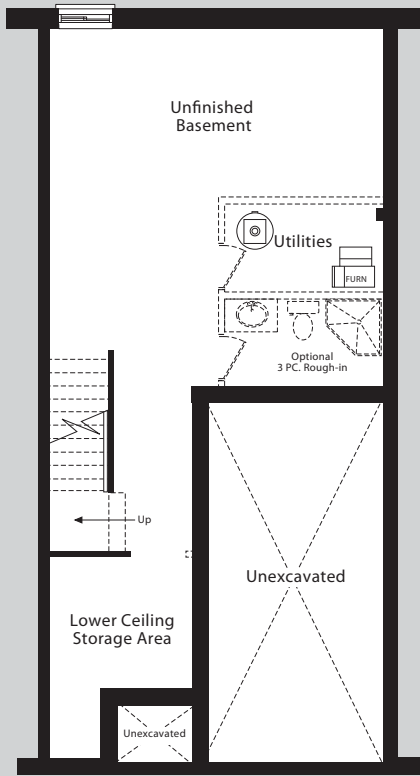 Unfinished
Basement
Utilities
FURN
Optional
3 PC. Rough-in
Up
Unexcavated
Lower Ceiling
Storage Area
Unexcavated